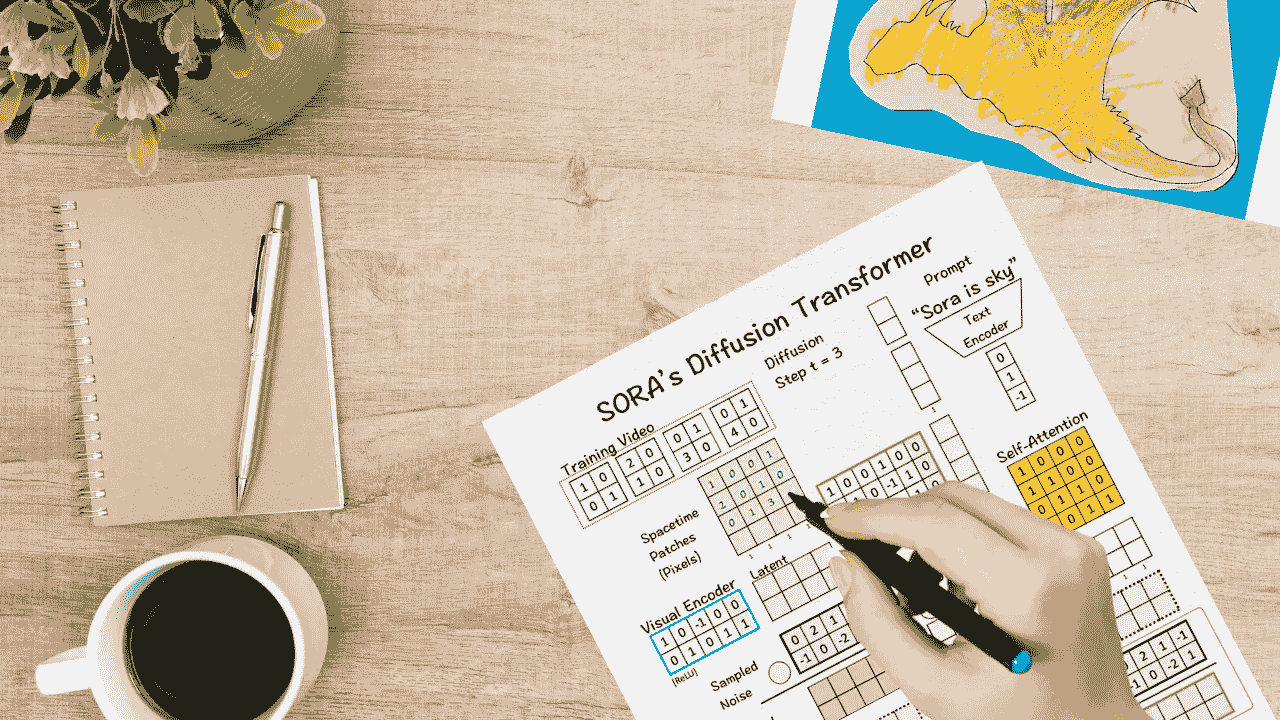 SORA's Diffusion Transformer
Prompt
“Sora is sky”
Text
Encoder
0
1
-1
Diffusion
Step t = 3
Training Video
1 0 2 0 0 1 0 1
0 1 1 0 3 0 4 0
Spacetime
Patches
(Pixels)
1 0 0 1
2 0 1 0
0 1 3
1 1 1
1 0 0 1 0 0
0 -1 1 0
Self-Attention
1 0 0 0
1 1 0 0
0 1 1 0
0 1 1
Latent
Visual Encoder
1 0 -1 0 0
0 1 0 1 1
(ReLU)
Sampled
Noise
0 2 1
-1 0 -2
2 1 -1
1 0 -2 1